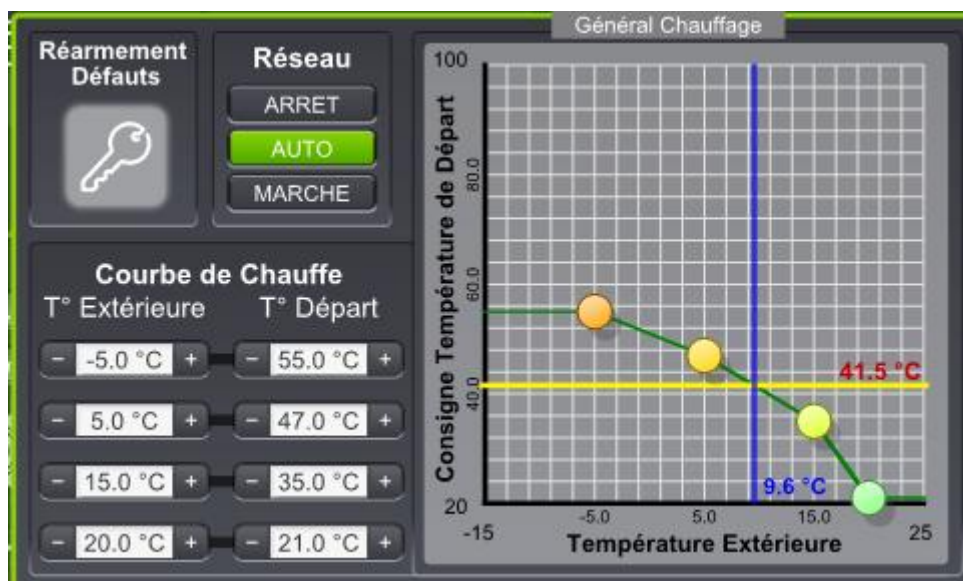 Général Chauffage
Réarmement
Défauts
Réseau
ARRET
AUTO
MARCHE
Courbe de Chauffe
T° Extérieure T° Départ
- -5.0 °C + - 55.0 °C +
- 5.0 °C + - 47.0 °C +
- 15.0 °C + - 35.0 °C +
- 20.0 °C + - 21.0 °C +
Consigne Température de Départ
100
80.0
60.0
40.0
20
41.5 °C
9.6 °C
-15 -5.0 5.0 15.0 25
Température Extérieure